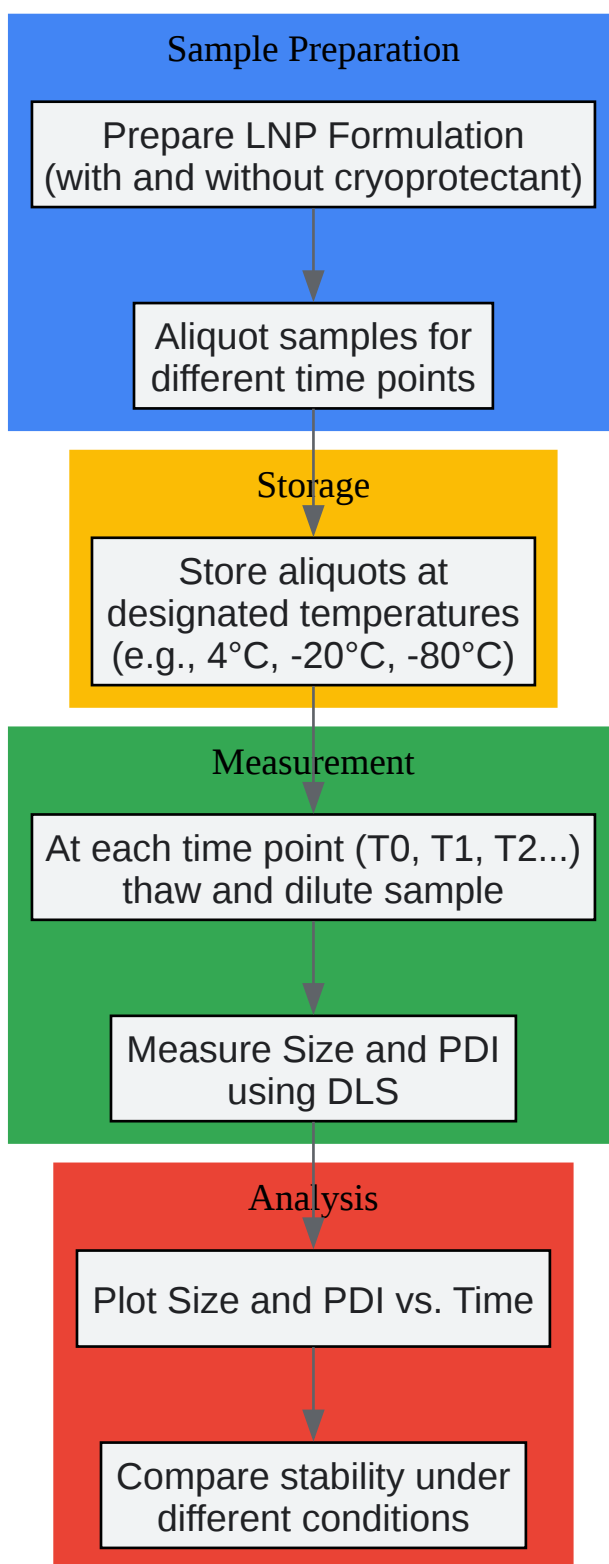 Sample Preparation
Prepare LNP Formulation
(with and without cryoprotectant)
Aliquot samples for
different time points
Storage
Store aliquots at
designated temperatures
(e.g., 4°C, -20°C, -80°C)
Measurement
At each time point (T0, T1, T2...)
thaw and dilute sample
Measure Size and PDI
using DLS
Analysis
Plot Size and PDI vs. Time
Compare stability under
different conditions